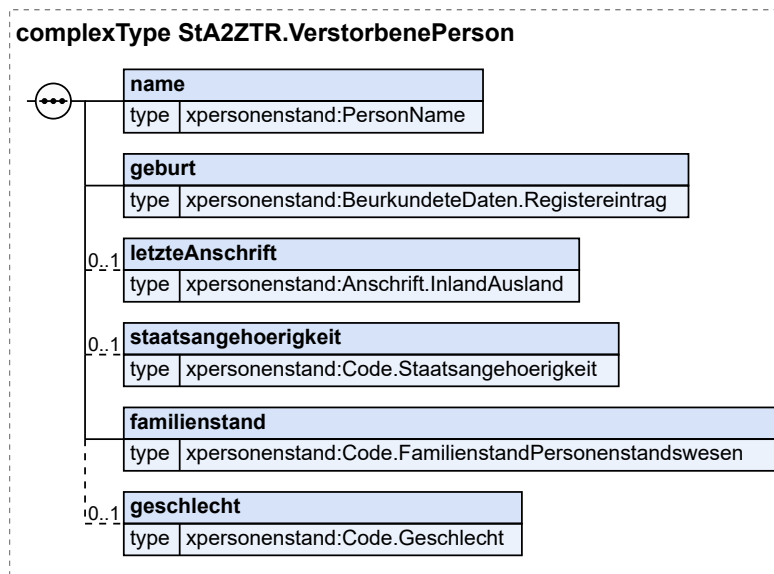 complexType StA2ZTR.VerstorbenePerson
name
type xpersonenstand:PersonName
geburt
type xpersonenstand:BeurkundeteDaten.Registereintrag
0..1 letzteAnschrift
type xpersonenstand:Anschrift.InlandAusland
0..1 staatsangehoerigkeit
type xpersonenstand:Code.Staatsangehoerigkeit
familienstand
type xpersonenstand:Code.FamilienstandPersonenstandswesen
0..1 geschlecht
type xpersonenstand:Code.Geschlecht